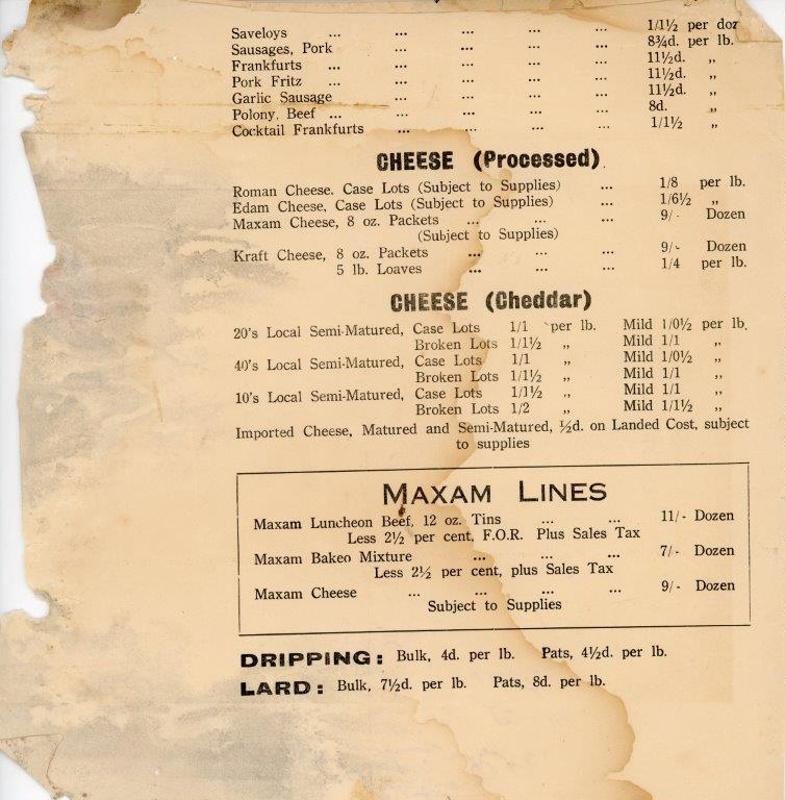 Saveloys ... ... ... ... 1/1½ per doz
Sausages, Pork ... ... ... 8¾d. per lb.
Frankfurts ... ... ... ... 11½d. „
Pork Fritz ... ... ... ... 11½d. „
Garlic Sausage ... ... ... 11½d. „
Polony, Beef ... ... ... ... 8d. „
Cocktail Frankfurts ... ... ... 1/1½ „
CHEESE (Processed)
Roman Cheese, Case Lots (Subject to Supplies) ... 1/8 per lb.
Edam Cheese, Case Lots (Subject to Supplies) ... 1/6½ „
Maxam Cheese, 8 oz. Packets ... ... ... 9/- Dozen
(Subject to Supplies)
Kraft Cheese, 8 oz. Packets ... ... ... 9/- Dozen
5 lb. Loaves ... ... ... 1/4 per lb.
CHEESE (Cheddar)
20's Local Semi-Matured, Case Lots 1/1 per lb. Mild 1/0½ per lb.
Broken Lots 1/1½ „ Mild 1/1 „
40's Local Semi-Matured, Case Lots 1/1 „ Mild 1/0½ „
Broken Lots 1/1½ „ Mild 1/1 „
10's Local Semi-Matured, Case Lots 1/1½ „ Mild 1/1 „
Broken Lots 1/2 „ Mild 1/1½ „
Imported Cheese, Matured and Semi-Matured, ½d. on Landed Cost, subject
to supplies
MAXAM LINES
Maxam Luncheon Beef, 12 oz. Tins ... ... 11/- Dozen
Less 2½ per cent, F.O.R. Plus Sales Tax
Maxam Bakeo Mixture ... ... ... 7/- Dozen
Less 2½ per cent, plus Sales Tax
Maxam Cheese ... ... ... ... 9/- Dozen
Subject to Supplies
DRIPPING: Bulk, 4d. per lb. Pats, 4½d. per lb.
LARD: Bulk, 7½d. per lb. Pats, 8d. per lb.